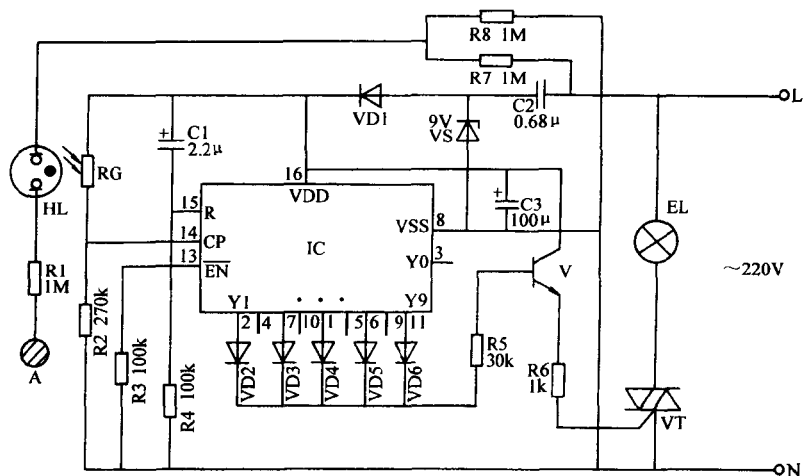 R8 1M
R7 1M
L
VD1
C2
0.68μ
9V
VS
C1
2.2μ
+
RG
HL
16
VDD
15
R
14
CP
13
EN
IC
VSS
8
Y0
3
+
C3
100μ
V
EL
~220V
R1
1M
A
R2 270k
R3 100k
R4 100k
Y1
Y9
2
4
7
10
1
5
6
9
11
VD2
VD3
VD4
VD5
VD6
R5
30k
R6
1k
VT
N